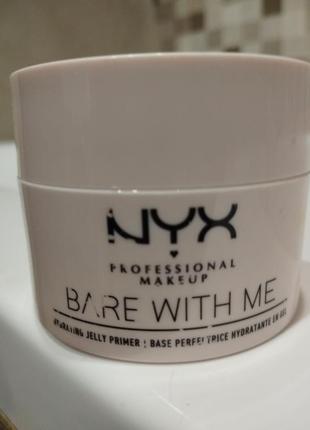 NYX
PROFESSIONAL
MAKEUP
BARE WITH ME
HYDRATING JELLY PRIMER | BASE PERFECTRICE HYDRATANTE EN GEL